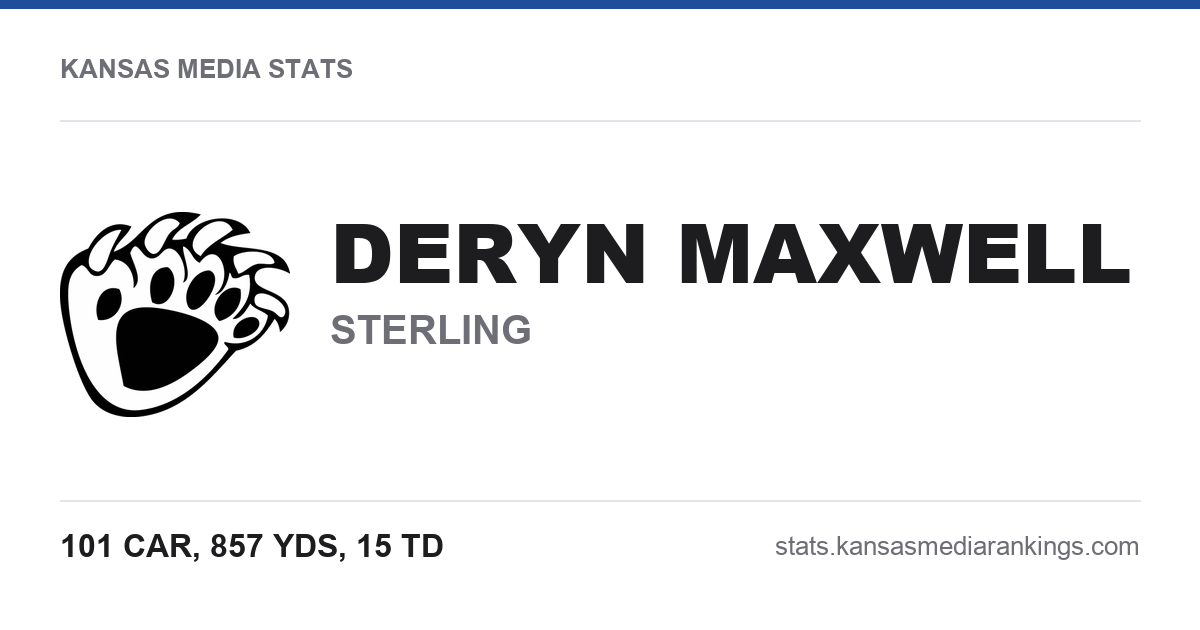 KANSAS MEDIA STATS
DERYN MAXWELL
STERLING
101 CAR, 857 YDS, 15 TD
stats.kansasmediarankings.com